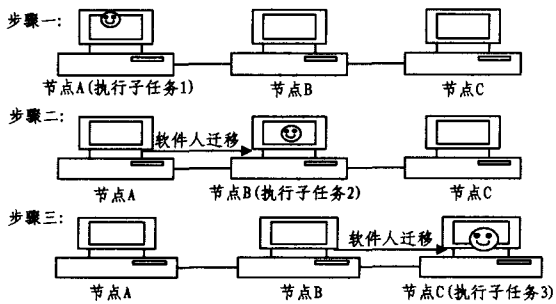 步骤一:
节点A(执行子任务1) 节点B 节点C
步骤二:
软件人迁移
节点A 节点B(执行子任务2) 节点C
步骤三:
软件人迁移
节点A 节点B 节点C(执行子任务3)